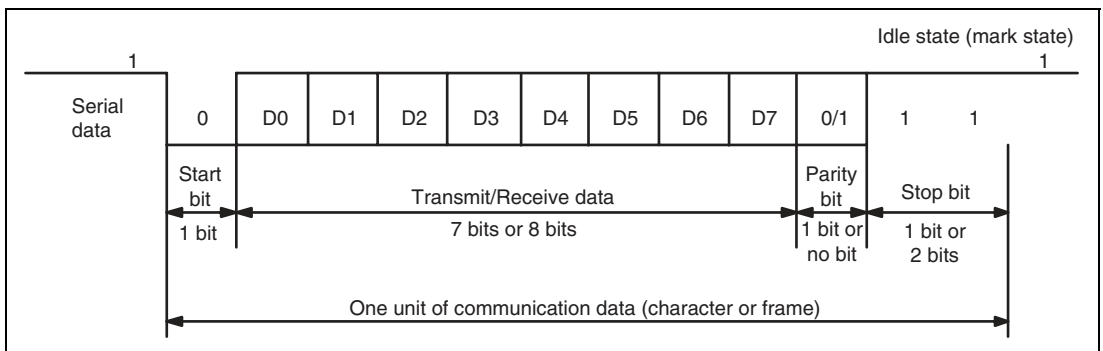 Idle state (mark state)
1 1
Serial
data
0 D0 D1 D2 D3 D4 D5 D6 D7 0/1 1 1
Start
bit
Transmit/Receive data
Parity
bit
Stop bit
1 bit
7 bits or 8 bits
1 bit or
no bit
1 bit or
2 bits
One unit of communication data (character or frame)